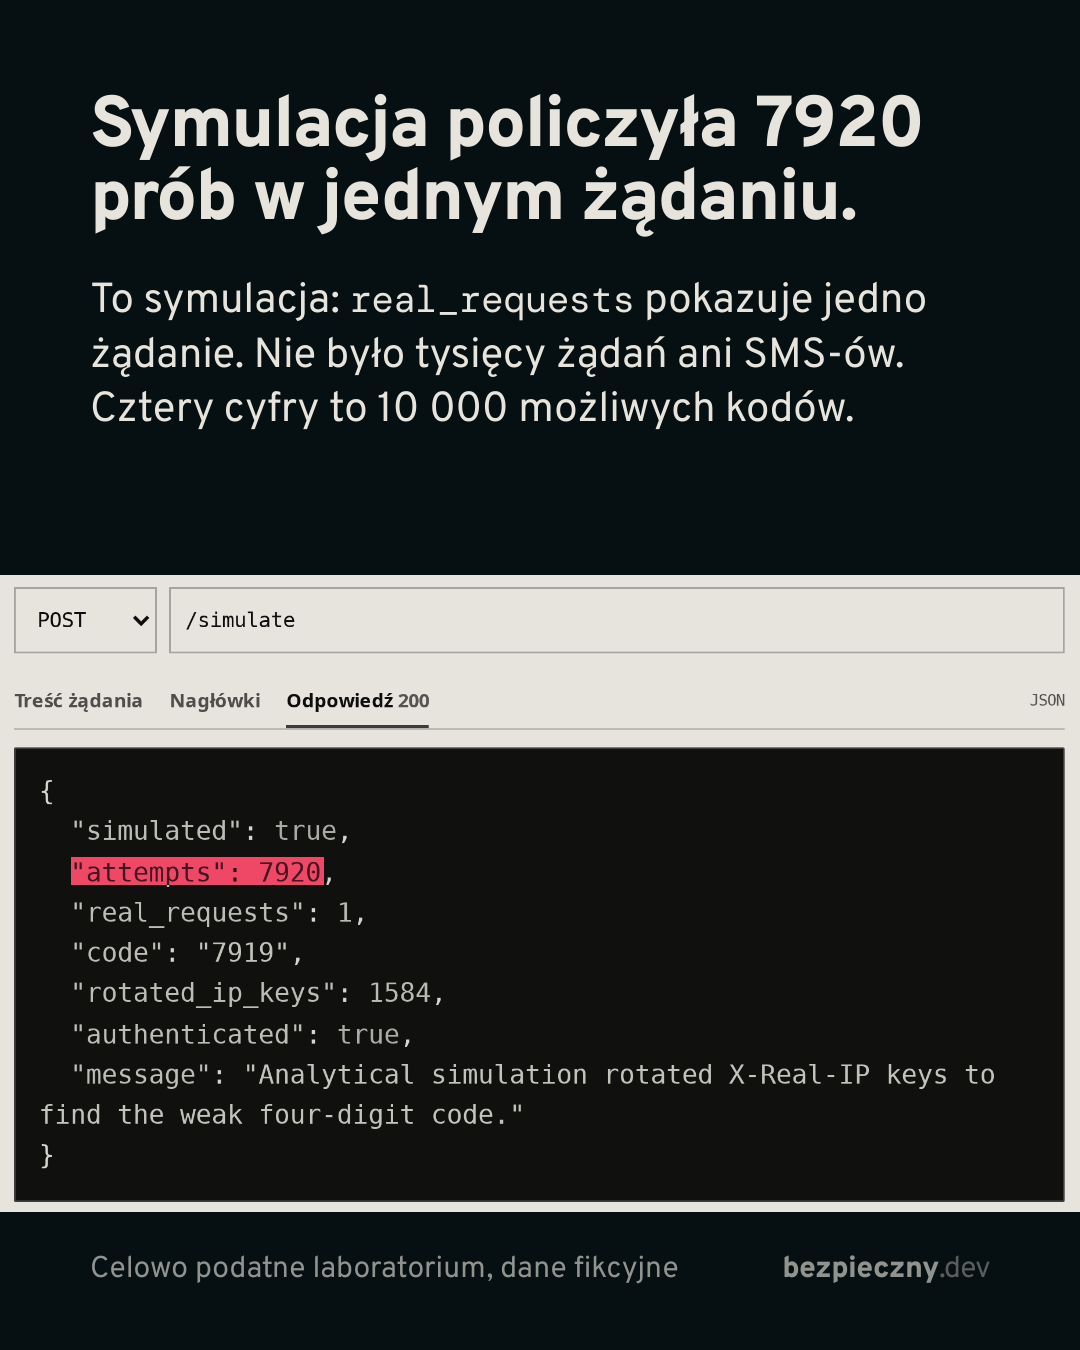 Symulacja policzyła 7920
prób w jednym żądaniu.
To symulacja: real_requests pokazuje jedno
żądanie. Nie było tysięcy żądań ani SMS-ów.
Cztery cyfry to 10 000 możliwych kodów.
POST /simulate
Treść żądania Nagłówki Odpowiedź 200 JSON
{
"simulated": true,
"attempts": 7920,
"real_requests": 1,
"code": "7919",
"rotated_ip_keys": 1584,
"authenticated": true,
"message": "Analytical simulation rotated X-Real-IP keys to
find the weak four-digit code."
}
Celowo podatne laboratorium, dane fikcyjne bezpieczny.dev